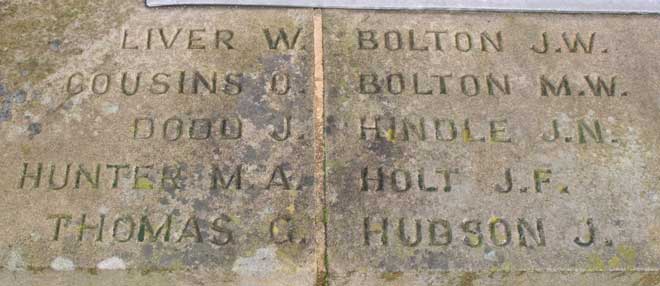 LIVER W.
COUSINS
DODD J.
HUNTER M.A.
THOMAS G.
BOLTON J.W.
BOLTON M.W.
HINDLE J.N.
HOLT J.F.
HUDSON J.